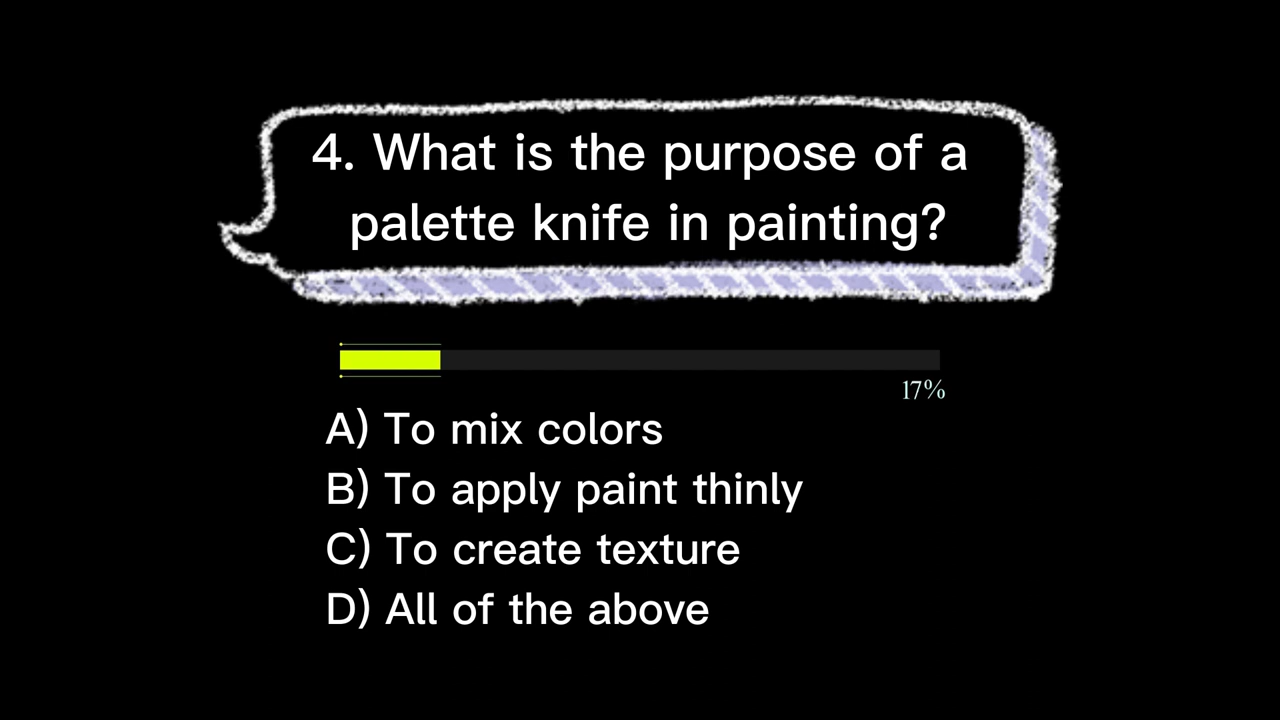 4. What is the purpose of a
palette knife in painting?
17%
A) To mix colors
B) To apply paint thinly
C) To create texture
D) All of the above